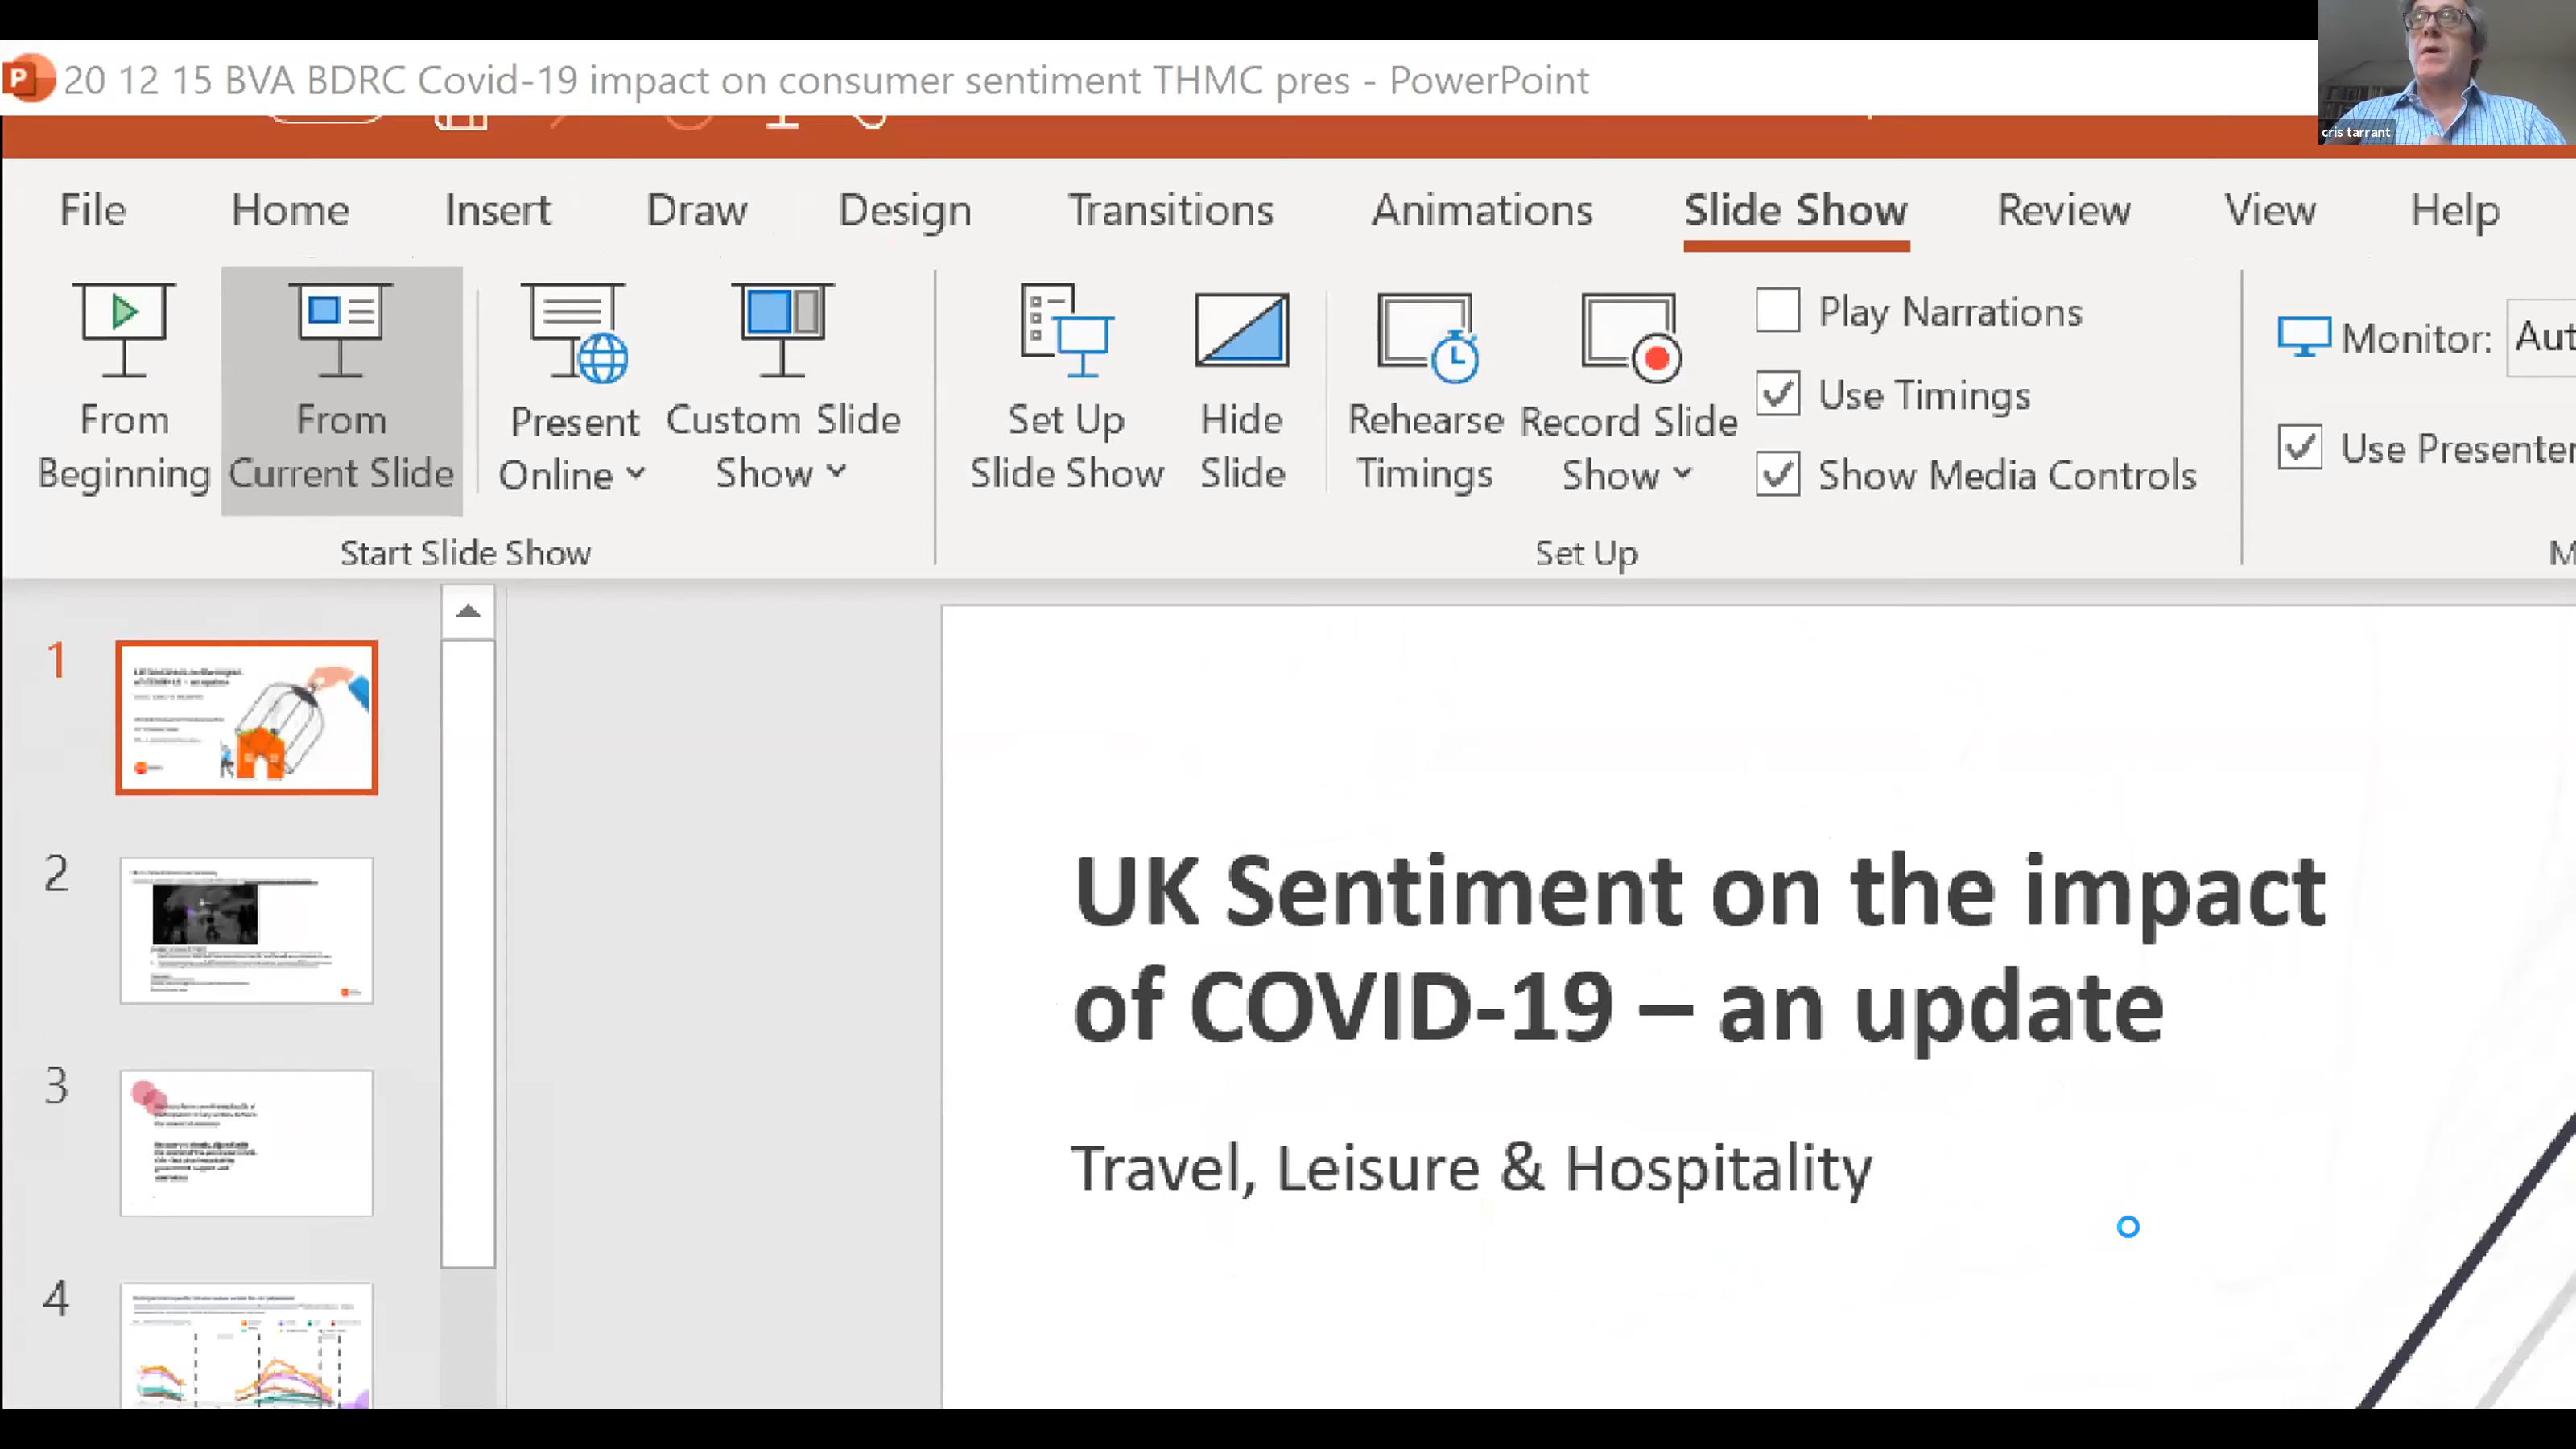 20 12 15 BVA BDRC Covid-19 impact on consumer sentiment THMC pres - PowerPoint
cris tarrant
File Home Insert Draw Design Transitions Animations Slide Show Review View Help
From Beginning
From Current Slide
Present Online
Custom Slide Show
Set Up Slide Show
Hide Slide
Rehearse Timings
Record Slide Show
Play Narrations
Use Timings
Show Media Controls
Monitor: Aut
Use Presenter
Start Slide Show
Set Up
M
1
2
3
4
UK Sentiment on the impact
of COVID-19 – an update
Travel, Leisure & Hospitality